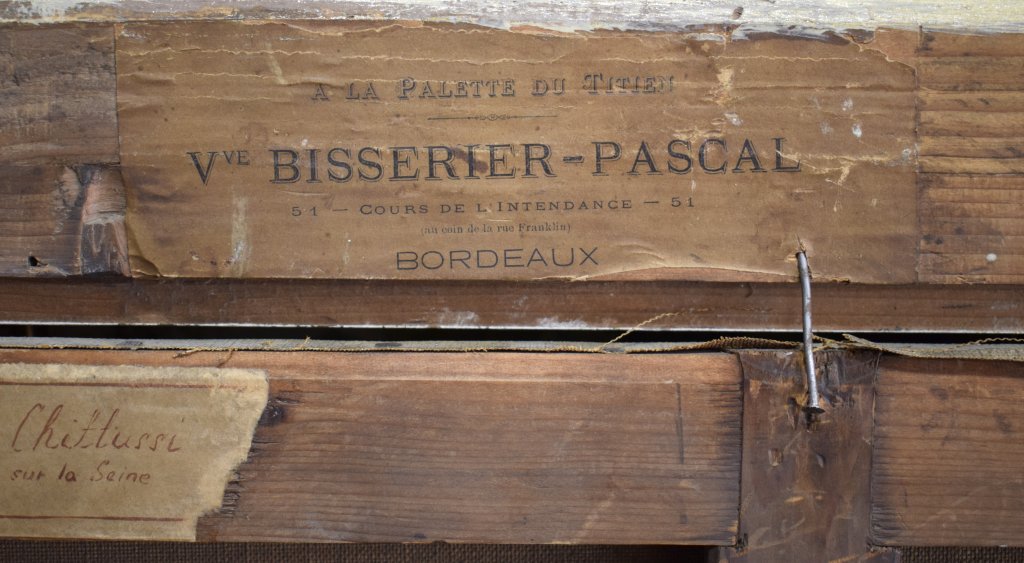 A LA PALETTE DU TITIEN
VVE BISSERIER-PASCAL
51 — COURS DE L'INTENDANCE — 51
(au coin de la rue Franklin)
BORDEAUX
Chittussi
sur la Seine